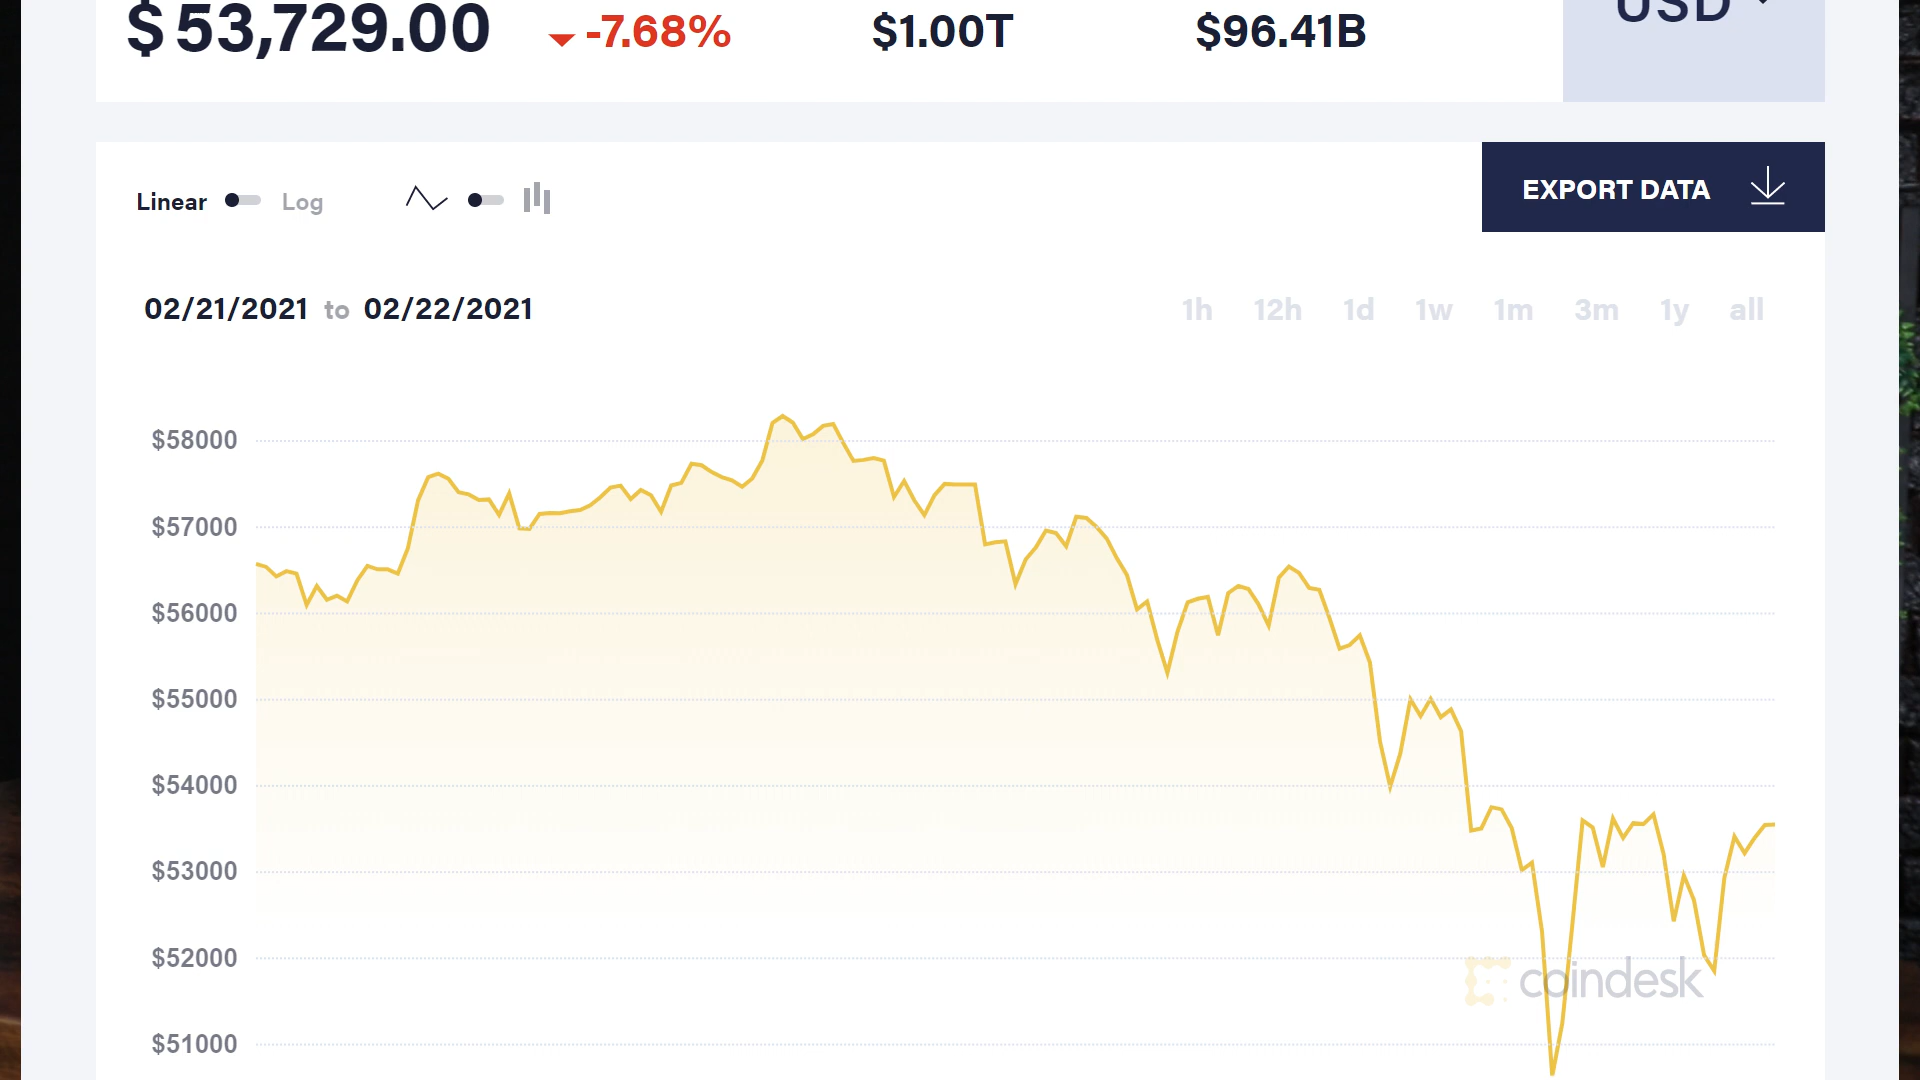 $53,729.00 -7.68% $1.00T $96.41B USD
Linear Log
EXPORT DATA
02/21/2021 to 02/22/2021 1h 12h 1d 1w 1m 3m 1y all
$58000
$57000
$56000
$55000
$54000
$53000
$52000
coindesk
$51000